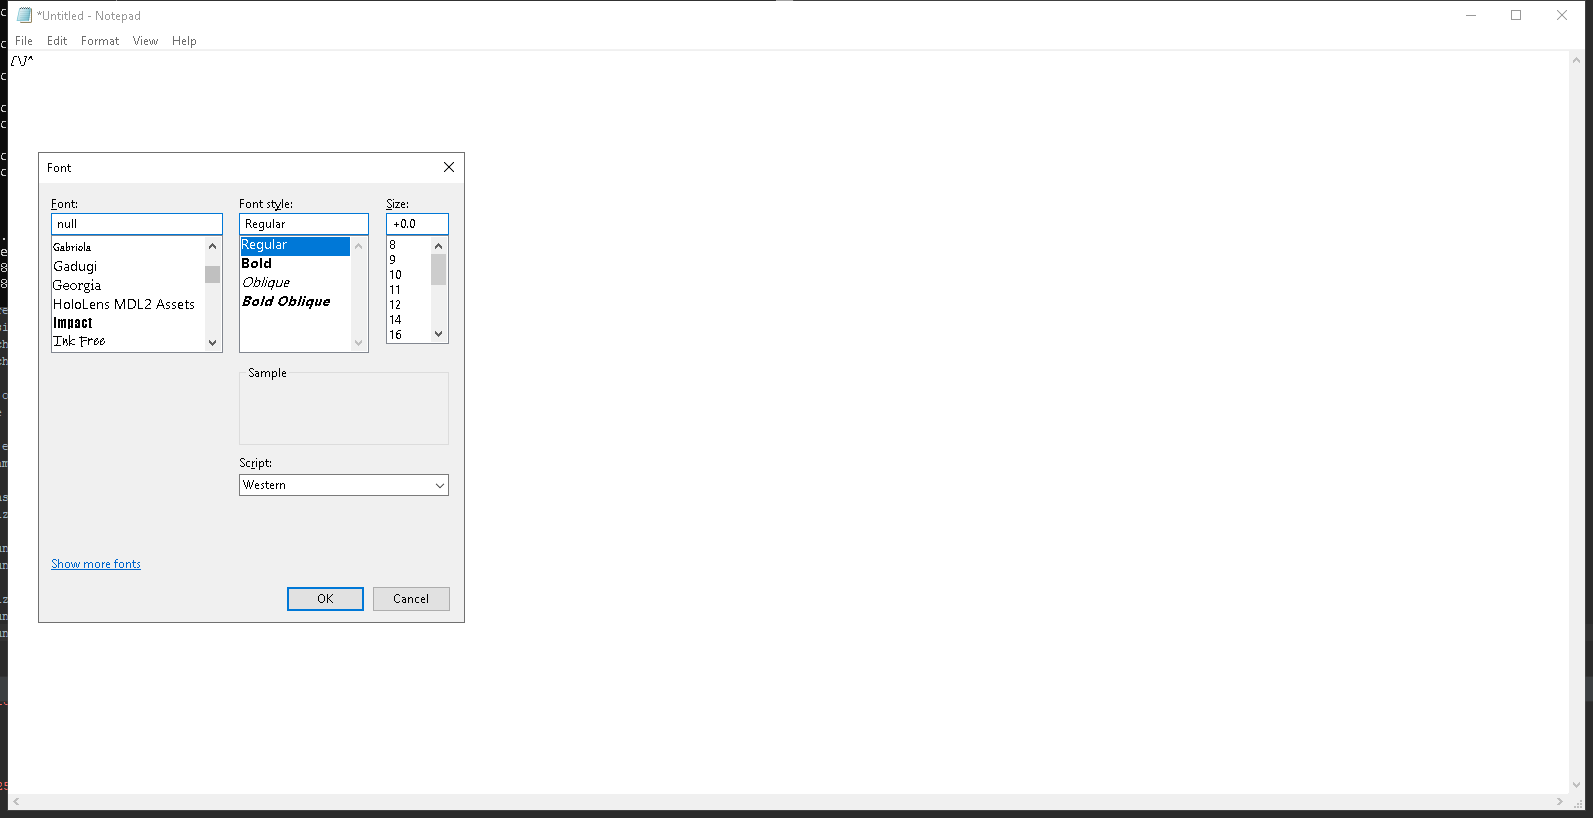 *Untitled - Notepad
File Edit Format View Help
[\]^
Font
Font: Font style: Size:
null Regular +0.0
Gabriola
Gadugi
Georgia
HoloLens MDL2 Assets
Impact
Ink Free
Regular
Bold
Oblique
Bold Oblique
8
9
10
11
12
14
16
Sample
Script:
Western
Show more fonts
OK Cancel